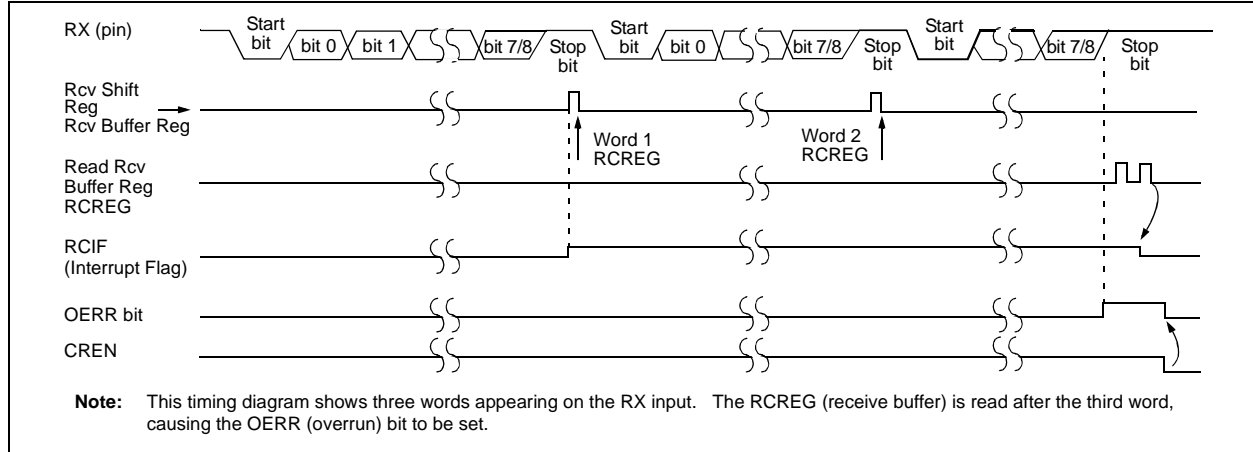 RX (pin)
Start
bit
bit 0
bit 1
bit 7/8
Stop
bit
Start
bit
bit 0
bit 7/8
Stop
bit
Start
bit
bit 7/8
Stop
bit
Rcv Shift
Reg
Rcv Buffer Reg
Word 1
RCREG
Word 2
RCREG
Read Rcv
Buffer Reg
RCREG
RCIF
(Interrupt Flag)
OERR bit
CREN
Note: This timing diagram shows three words appearing on the RX input. The RCREG (receive buffer) is read after the third word,
causing the OERR (overrun) bit to be set.